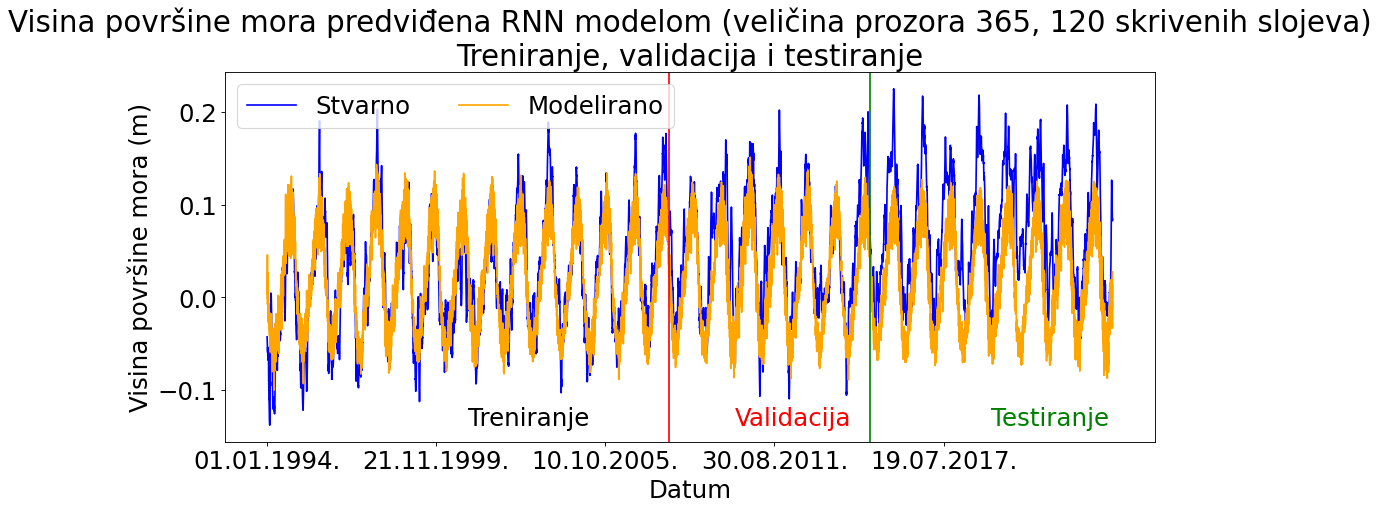 Visina površine mora predviđena RNN modelom (veličina prozora 365, 120 skrivenih slojeva)
Treniranje, validacija i testiranje
Stvarno
Modelirano
Visina površine mora (m)
0.2
0.1
0.0
−0.1
Treniranje
Validacija
Testiranje
01.01.1994.
21.11.1999.
10.10.2005.
30.08.2011.
19.07.2017.
Datum